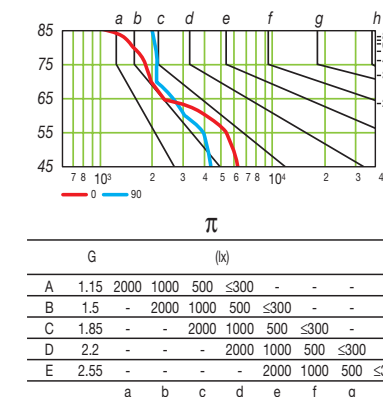 a b c d e f g h
85
75
65
55
45
7 8 10³ 2 3 4 5 6 7 8 10⁴ 2 3 4
0 90
π
G (lx)
A 1.15 2000 1000 500 ≤300 - - -
B 1.5 - 2000 1000 500 ≤300 - -
C 1.85 - - 2000 1000 500 ≤300 -
D 2.2 - - - 2000 1000 500 ≤300
E 2.55 - - - - 2000 1000 500
a b c d e f g